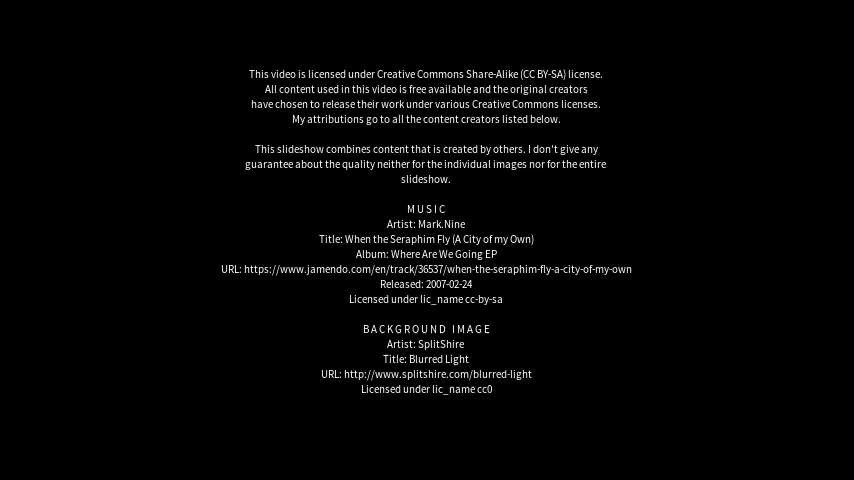 This video is licensed under Creative Commons Share-Alike (CC BY-SA) license.
All content used in this video is free available and the original creators
have chosen to release their work under various Creative Commons licenses.
My attributions go to all the content creators listed below.
This slideshow combines content that is created by others. I don't give any
guarantee about the quality neither for the individual images nor for the entire
slideshow.
MUSIC
Artist: Mark.Nine
Title: When the Seraphim Fly (A City of my Own)
Album: Where Are We Going EP
URL: https://www.jamendo.com/en/track/36537/when-the-seraphim-fly-a-city-of-my-own
Released: 2007-02-24
Licensed under lic_name cc-by-sa
BACKGROUND IMAGE
Artist: SplitShire
Title: Blurred Light
URL: http://www.splitshire.com/blurred-light
Licensed under lic_name cc0